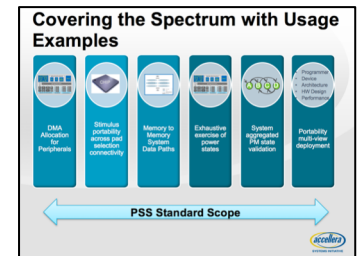 Covering the Spectrum with Usage
Examples
• Programmer
• Device
• Architecture
• HW Design
• Performance
DMA
Allocation
for
Peripherals
Stimulus
portability
across pad
selection
connectivity
Memory to
Memory
System
Data Paths
Exhaustive
exercise of
power
states
System
aggregated
PM state
validation
Portability
multi-view
deployment
PSS Standard Scope
accellera
SYSTEMS INITIATIVE